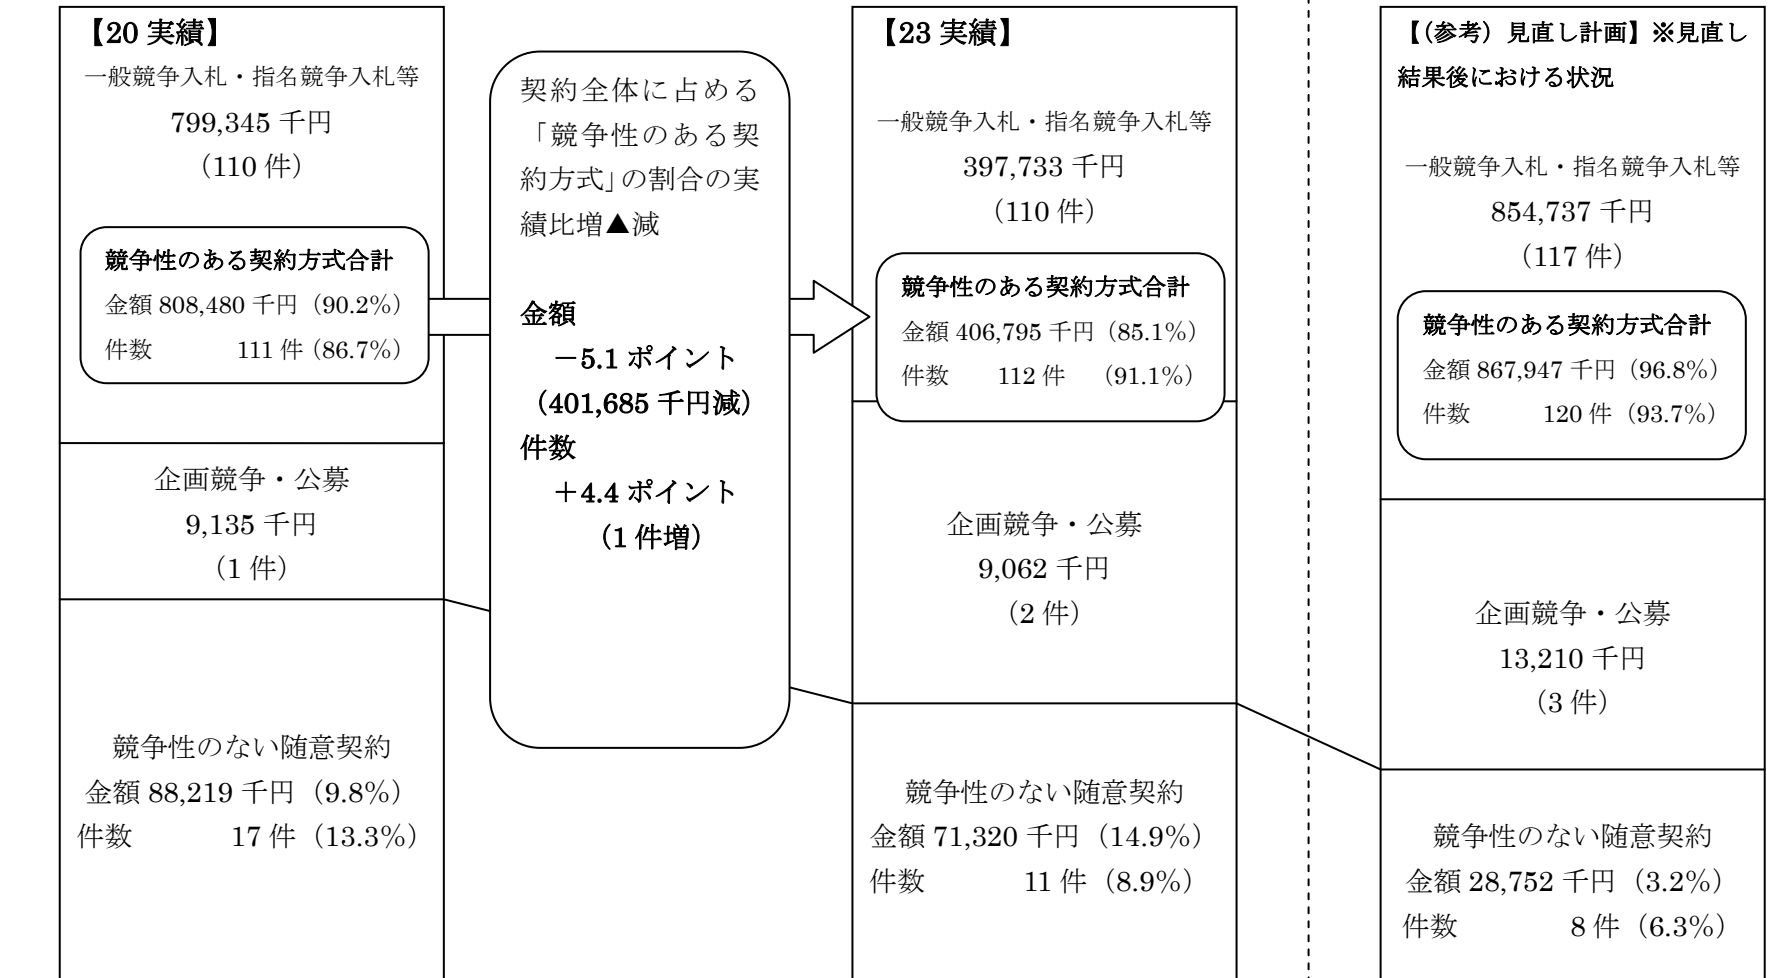 【20 実績】
一般競争入札・指名競争入札等
799,345 千円
（110 件）
競争性のある契約方式合計
金額 808,480 千円（90.2%）
件数 111 件（86.7%）
企画競争・公募
9,135 千円
（1 件）
競争性のない随意契約
金額 88,219 千円（9.8%）
件数 17 件（13.3%）
契約全体に占める
「競争性のある契
約方式」の割合の実
績比増▲減
金額
－5.1 ポイント
（401,685 千円減）
件数
＋4.4 ポイント
（1 件増）
【23 実績】
一般競争入札・指名競争入札等
397,733 千円
（110 件）
競争性のある契約方式合計
金額 406,795 千円（85.1%）
件数 112 件 （91.1%）
企画競争・公募
9,062 千円
（2 件）
競争性のない随意契約
金額 71,320 千円（14.9%）
件数 11 件（8.9%）
【（参考）見直し計画】※見直し
結果後における状況
一般競争入札・指名競争入札等
854,737 千円
（117 件）
競争性のある契約方式合計
金額 867,947 千円（96.8%）
件数 120 件（93.7%）
企画競争・公募
13,210 千円
（3 件）
競争性のない随意契約
金額 28,752 千円（3.2%）
件数 8 件（6.3%）